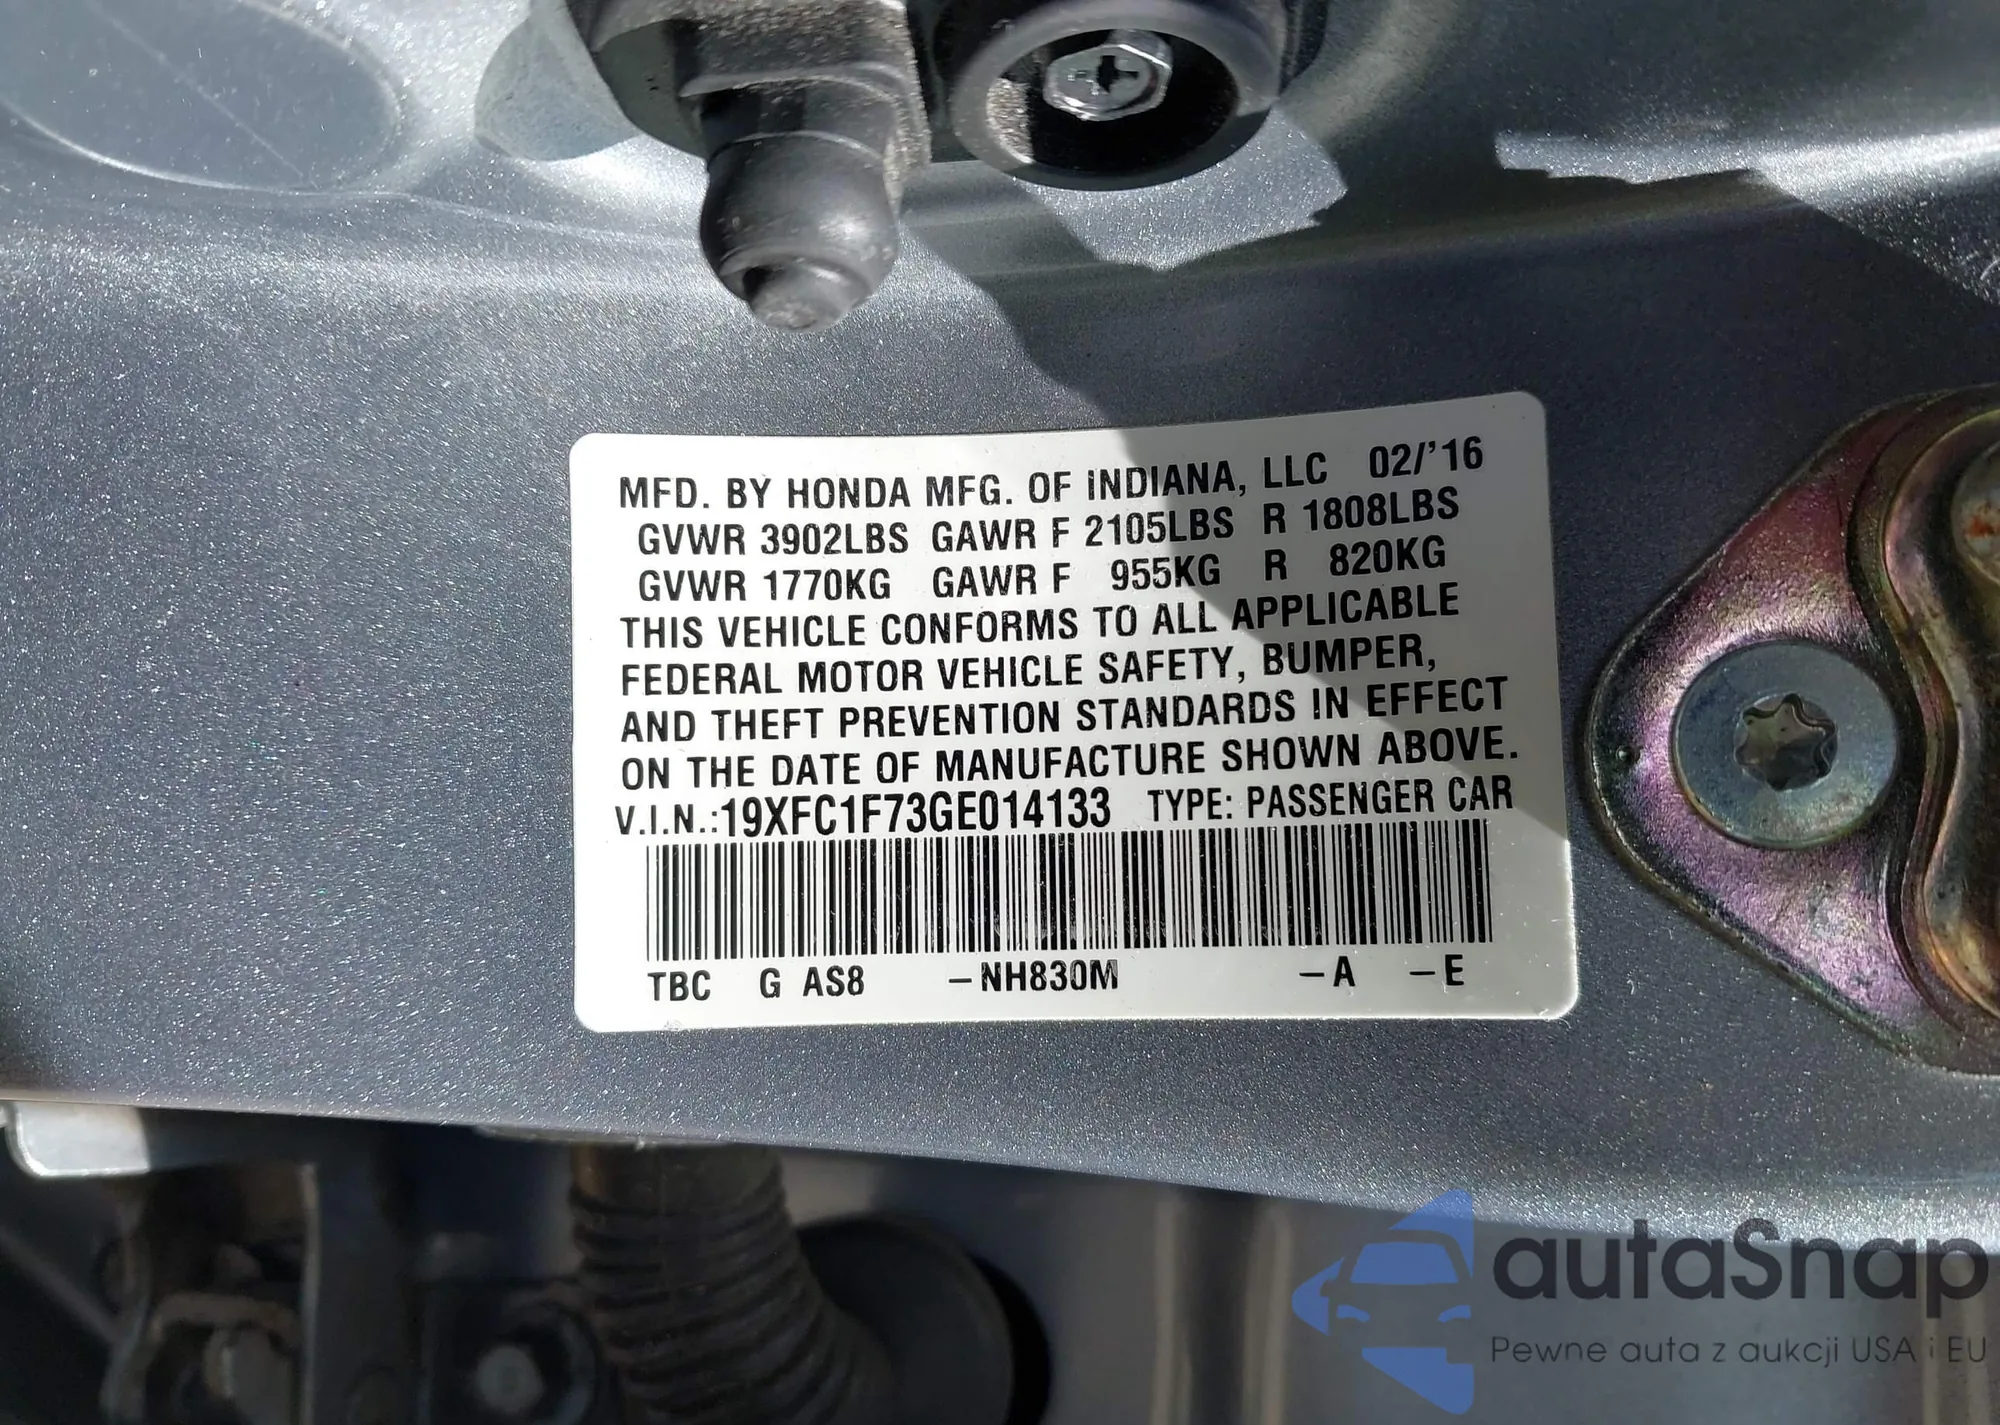 MFD. BY HONDA MFG. OF INDIANA, LLC 02/'16
GVWR 3902LBS GAWR F 2105LBS R 1808LBS
GVWR 1770KG GAWR F 955KG R 820KG
THIS VEHICLE CONFORMS TO ALL APPLICABLE
FEDERAL MOTOR VEHICLE SAFETY, BUMPER,
AND THEFT PREVENTION STANDARDS IN EFFECT
ON THE DATE OF MANUFACTURE SHOWN ABOVE.
V.I.N.:19XFC1F73GE014133 TYPE: PASSENGER CAR
TBC G AS8 –NH830M –A –E
autaSnap
Pewne auta z aukcji USA i EU